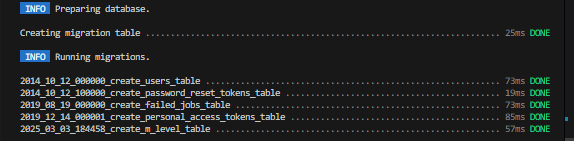 INFO Preparing database.
Creating migration table ........................................................................ 25ms DONE
INFO Running migrations.
2014_10_12_000000_create_users_table ............................................................ 73ms DONE
2014_10_12_100000_create_password_reset_tokens_table ............................................ 19ms DONE
2019_08_19_000000_create_failed_jobs_table ...................................................... 73ms DONE
2019_12_14_000001_create_personal_access_tokens_table ........................................... 85ms DONE
2025_03_03_184458_create_m_level_table .......................................................... 57ms DONE